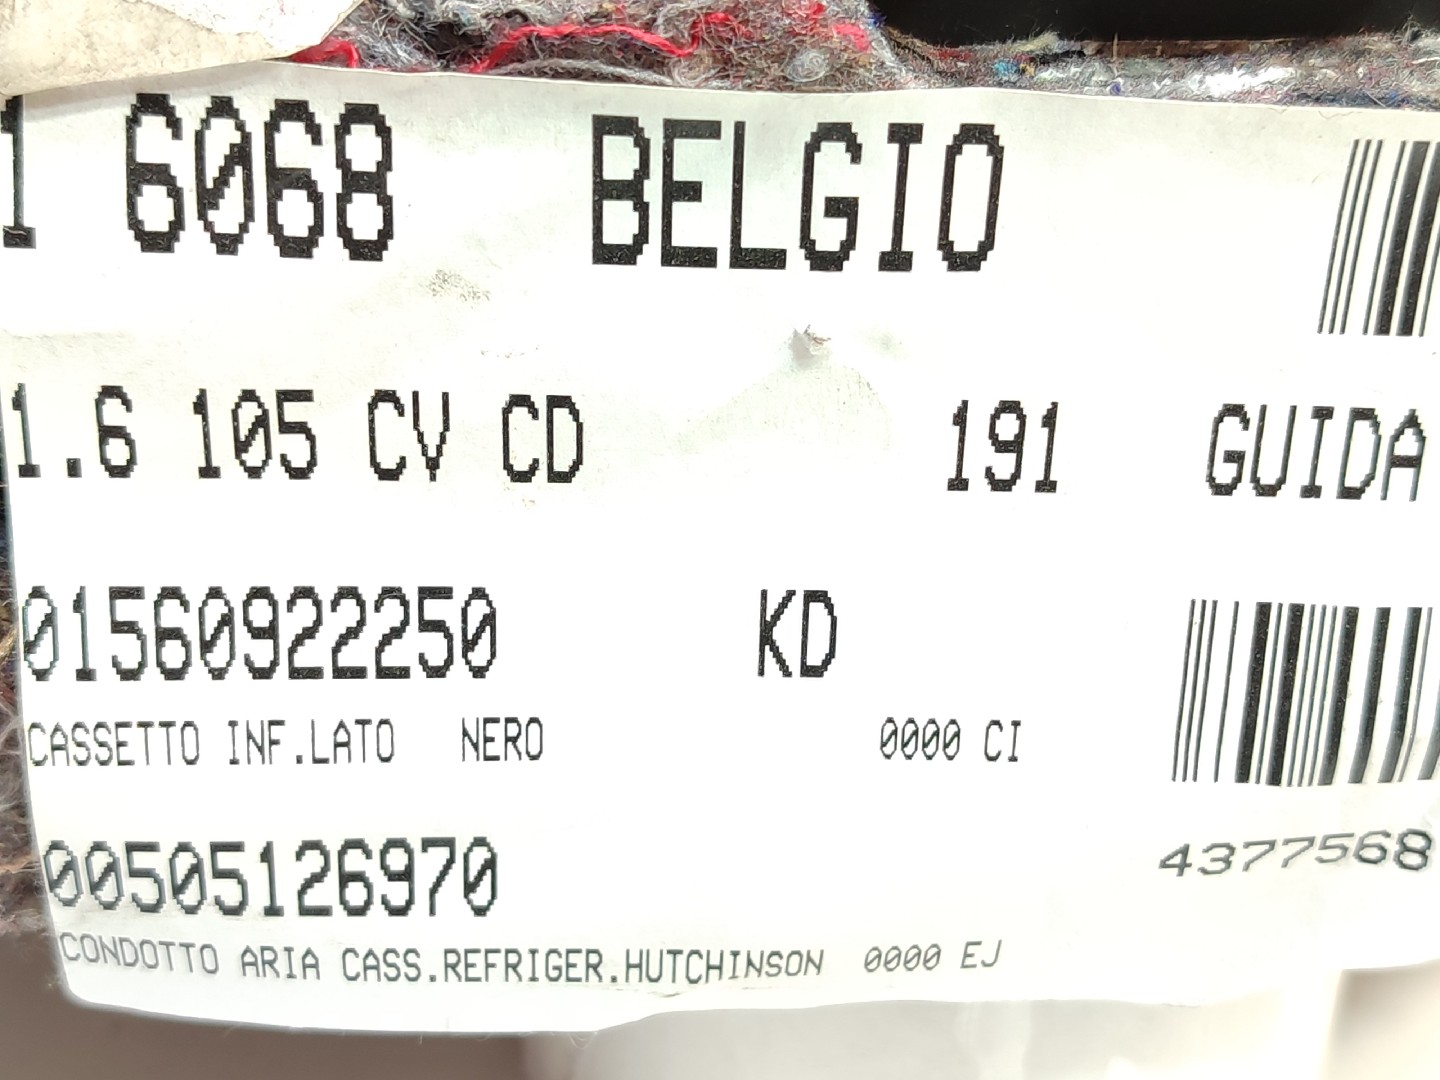 1 6068 BELGIO
1.6 105 CV CD 191 GUIDA
01560922250 KD
CASSETTO INF.LATO NERO 0000 CI
00505126970 4377568
CONDOTTO ARIA CASS.REFRIGER.HUTCHINSON 0000 EJ